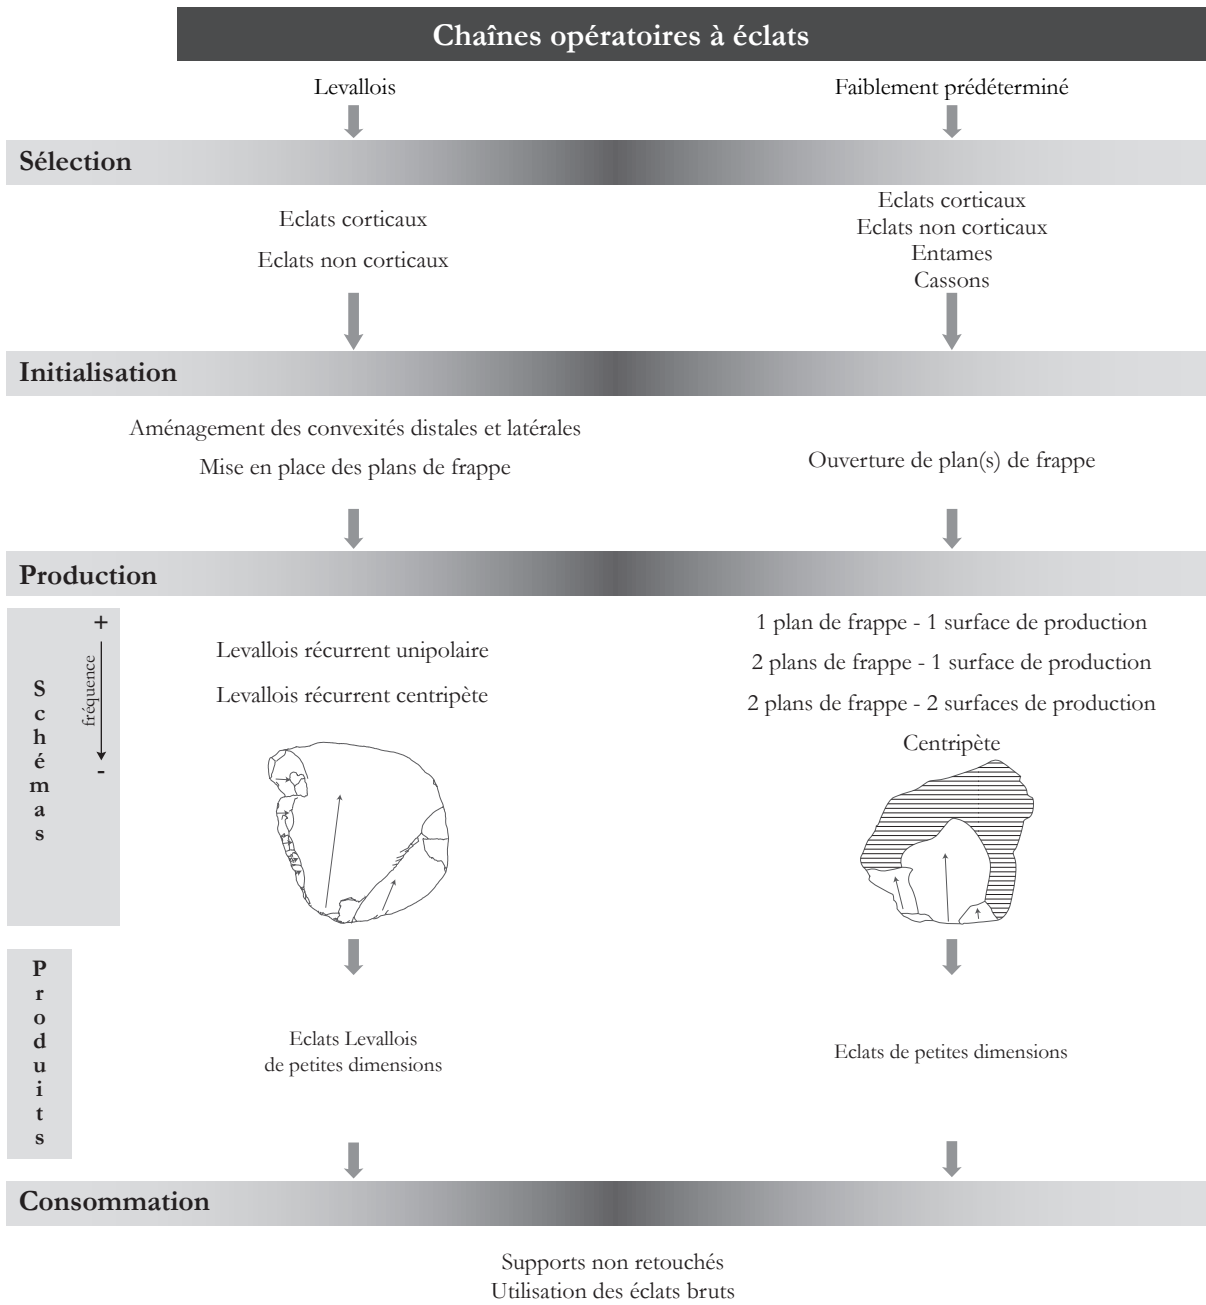 Chaînes opératoires à éclats
Levallois
Faiblement prédéterminé
Sélection
Eclats corticaux
Eclats non corticaux
Eclats corticaux
Eclats non corticaux
Entames
Cassons
Initialisation
Aménagement des convexités distales et latérales
Mise en place des plans de frappe
Ouverture de plan(s) de frappe
Production
Schémas
+
fréquence
-
Levallois récurrent unipolaire
Levallois récurrent centripète
1 plan de frappe - 1 surface de production
2 plans de frappe - 1 surface de production
2 plans de frappe - 2 surfaces de production
Centripète
Produits
Eclats Levallois
de petites dimensions
Eclats de petites dimensions
Consommation
Supports non retouchés
Utilisation des éclats bruts